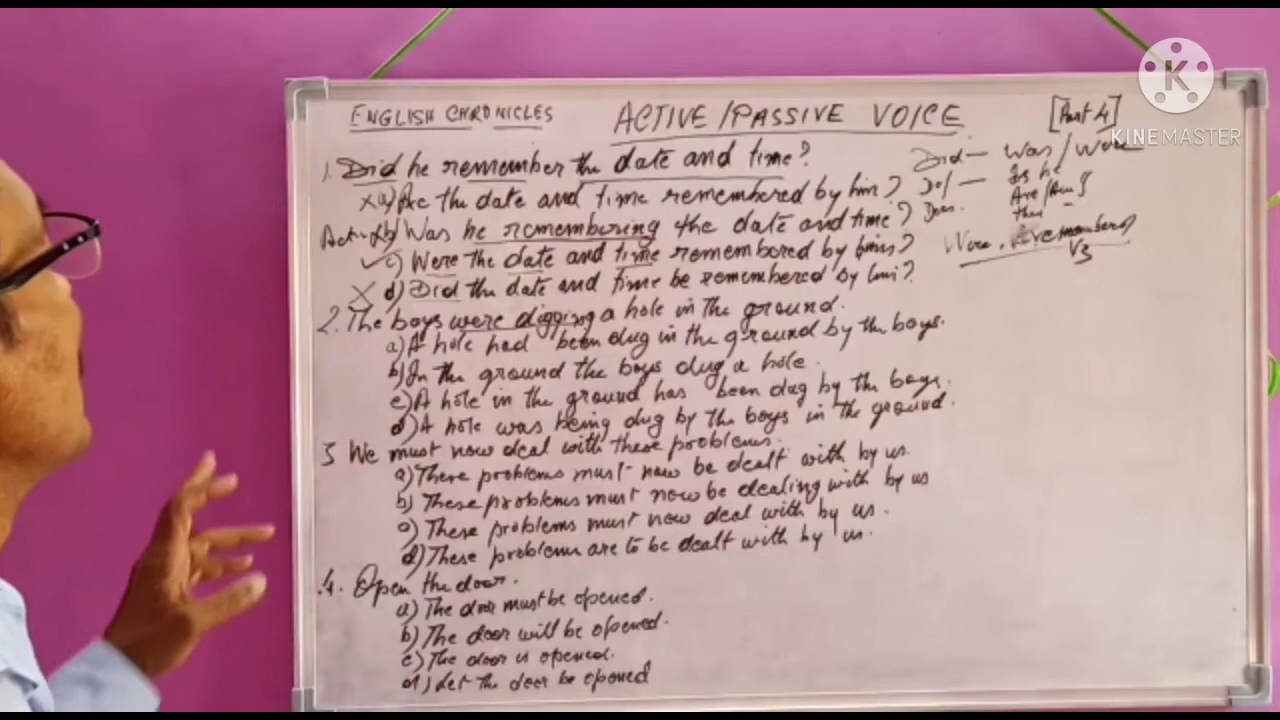 ENGLISH CHRONICLES
ACTIVE/PASSIVE VOICE
[Part 4]
K
KINEMASTER
1. Did he remember the date and time?
a) Are the date and time remembered by him?
b) Was he remembering the date and time?
c) Were the date and time remembered by him?
d) Did the date and time be remembered by him?
Did — Was/Were
Do/ — Is he
Does. Are/Am
V3
2. The boys were digging a hole in the ground.
a) A hole had been dug in the ground by the boys.
b) In the ground the boys dug a hole.
c) A hole in the ground has been dug by the boys.
d) A hole was being dug by the boys in the ground.
3 We must now deal with these problems.
a) These problems must now be dealt with by us.
b) These problems must now be dealing with by us
c) These problems must now deal with by us.
d) These problems are to be dealt with by us.
4. Open the door.
a) The door must be opened.
b) The door will be opened.
c) The door is opened.
d) Let the door be opened